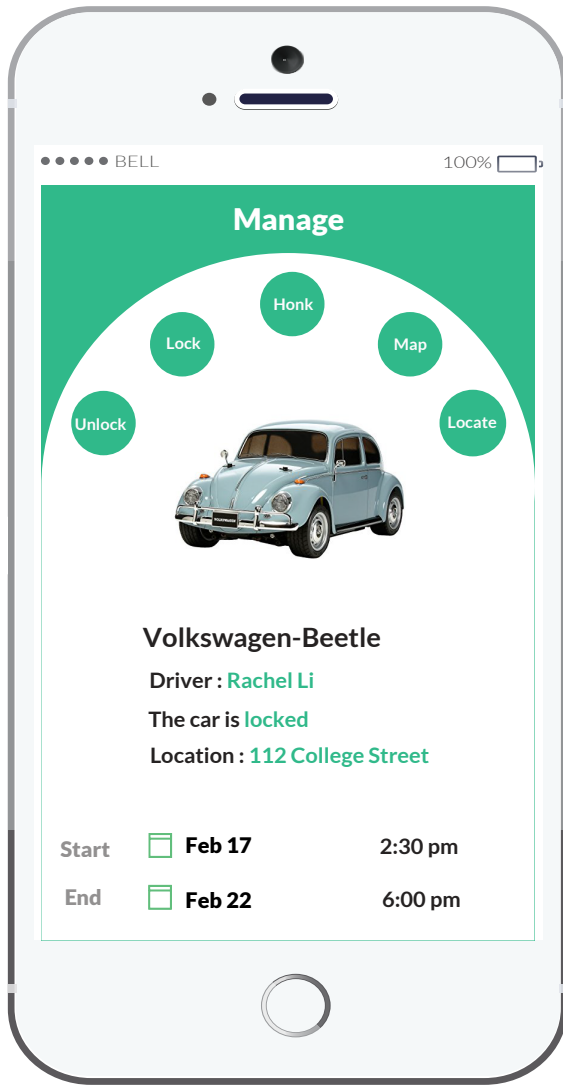 BELL 100%
Manage
Honk
Lock Map
Unlock Locate
VOLKSWAGEN
Volkswagen-Beetle
Driver : Rachel Li
The car is locked
Location : 112 College Street
Start Feb 17 2:30 pm
End Feb 22 6:00 pm